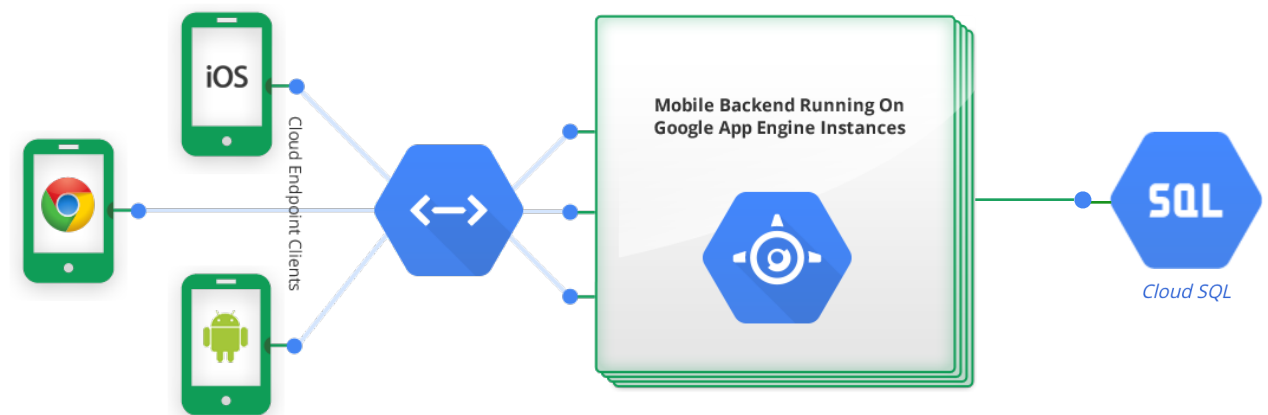 iOS
Cloud Endpoint Clients
Mobile Backend Running On
Google App Engine Instances
SQL
Cloud SQL